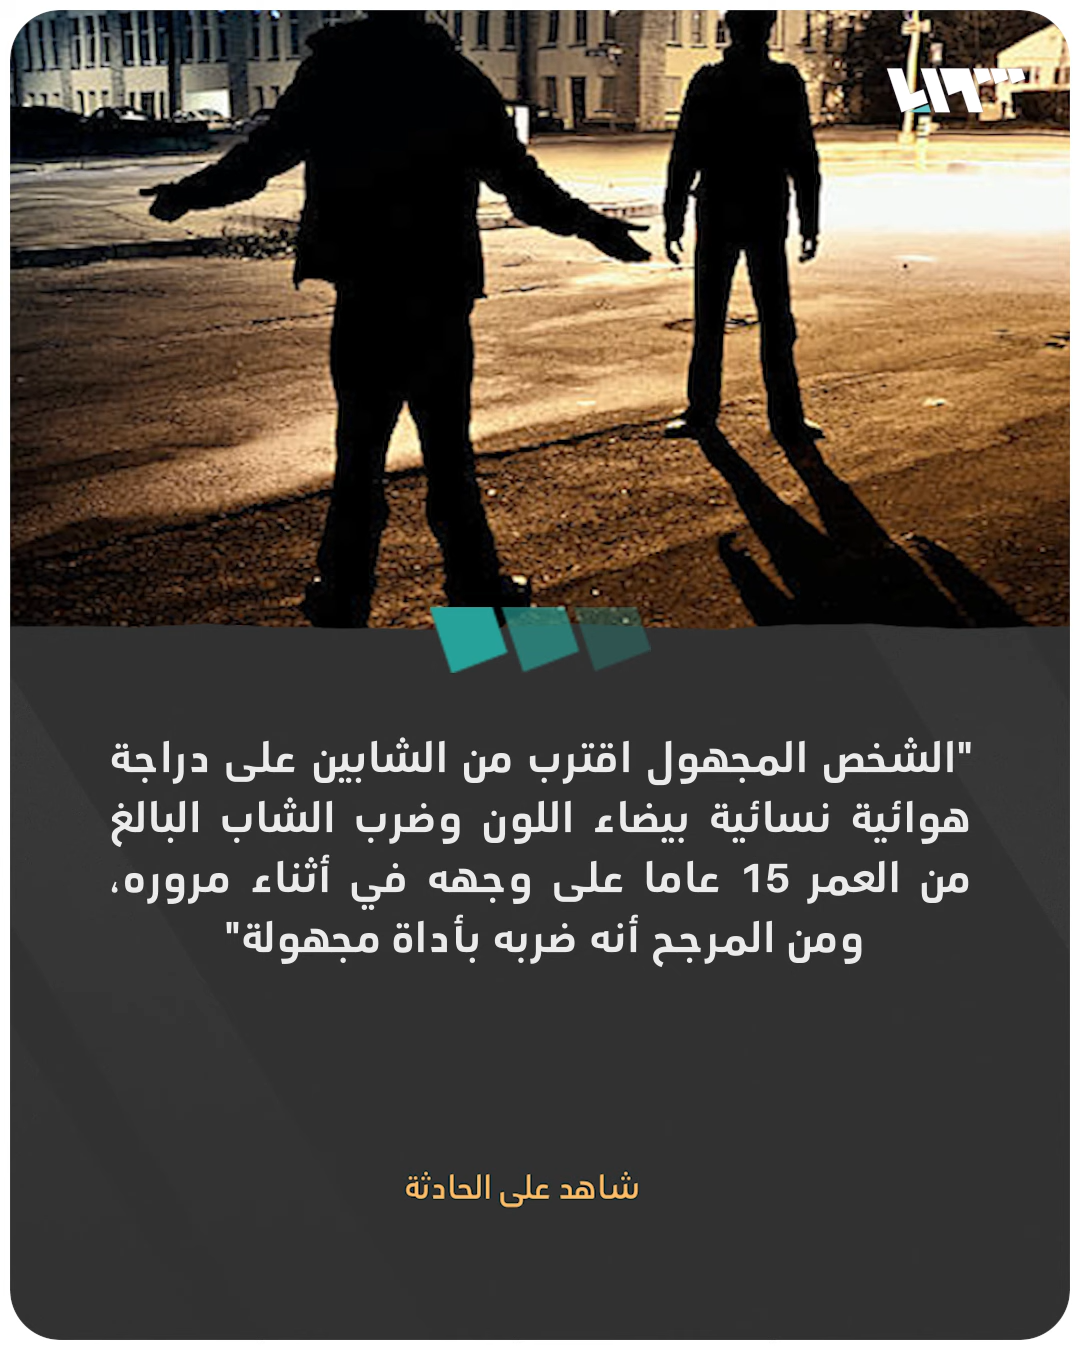 "الشخص المجهول اقترب من الشابين على دراجة
هوائية نسائية بيضاء اللون وضرب الشاب البالغ
من العمر 15 عاما على وجهه في أثناء مروره،
ومن المرجح أنه ضربه بأداة مجهولة"
شاهد على الحادثة